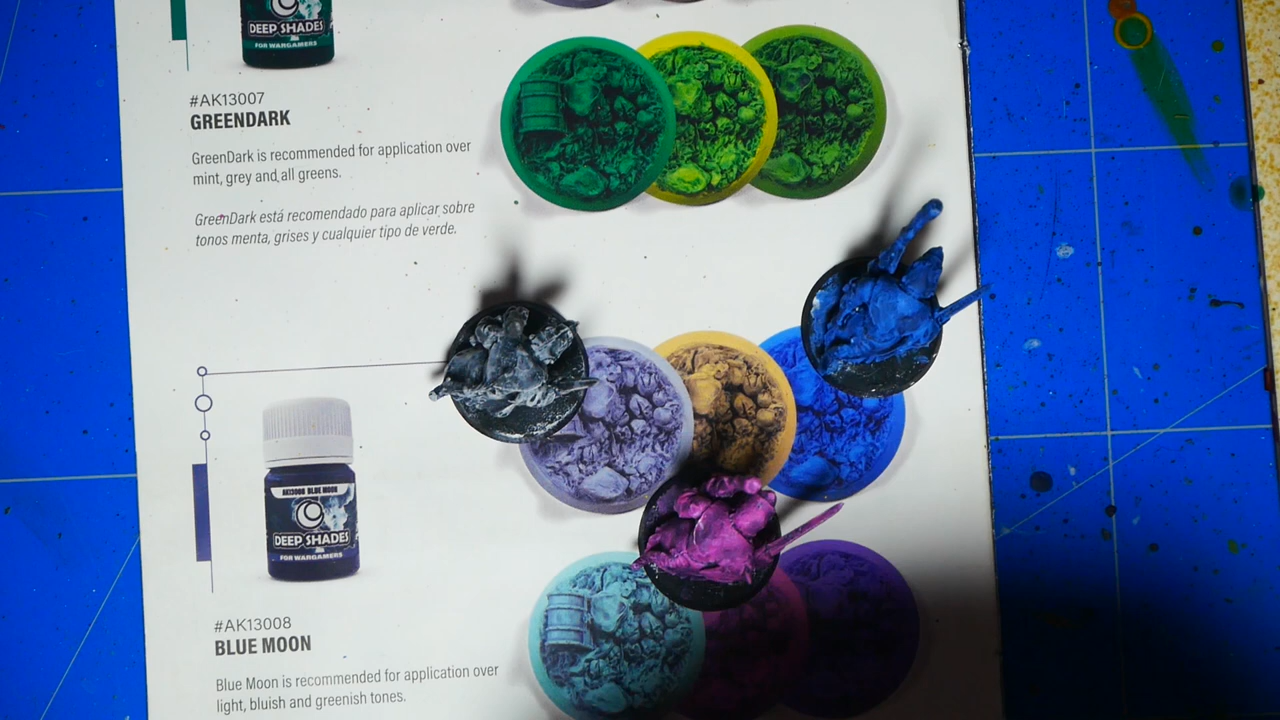 DEEP SHADES
FOR WARGAMERS
#AK13007
GREENDARK
GreenDark is recommended for application over
mint, grey and all greens.
GreenDark está recomendado para aplicar sobre
tonos menta, grises y cualquier tipo de verde.
AK13008 BLUE MOON
DEEP SHADES
FOR WARGAMERS
#AK13008
BLUE MOON
Blue Moon is recommended for application over
light, bluish and greenish tones.